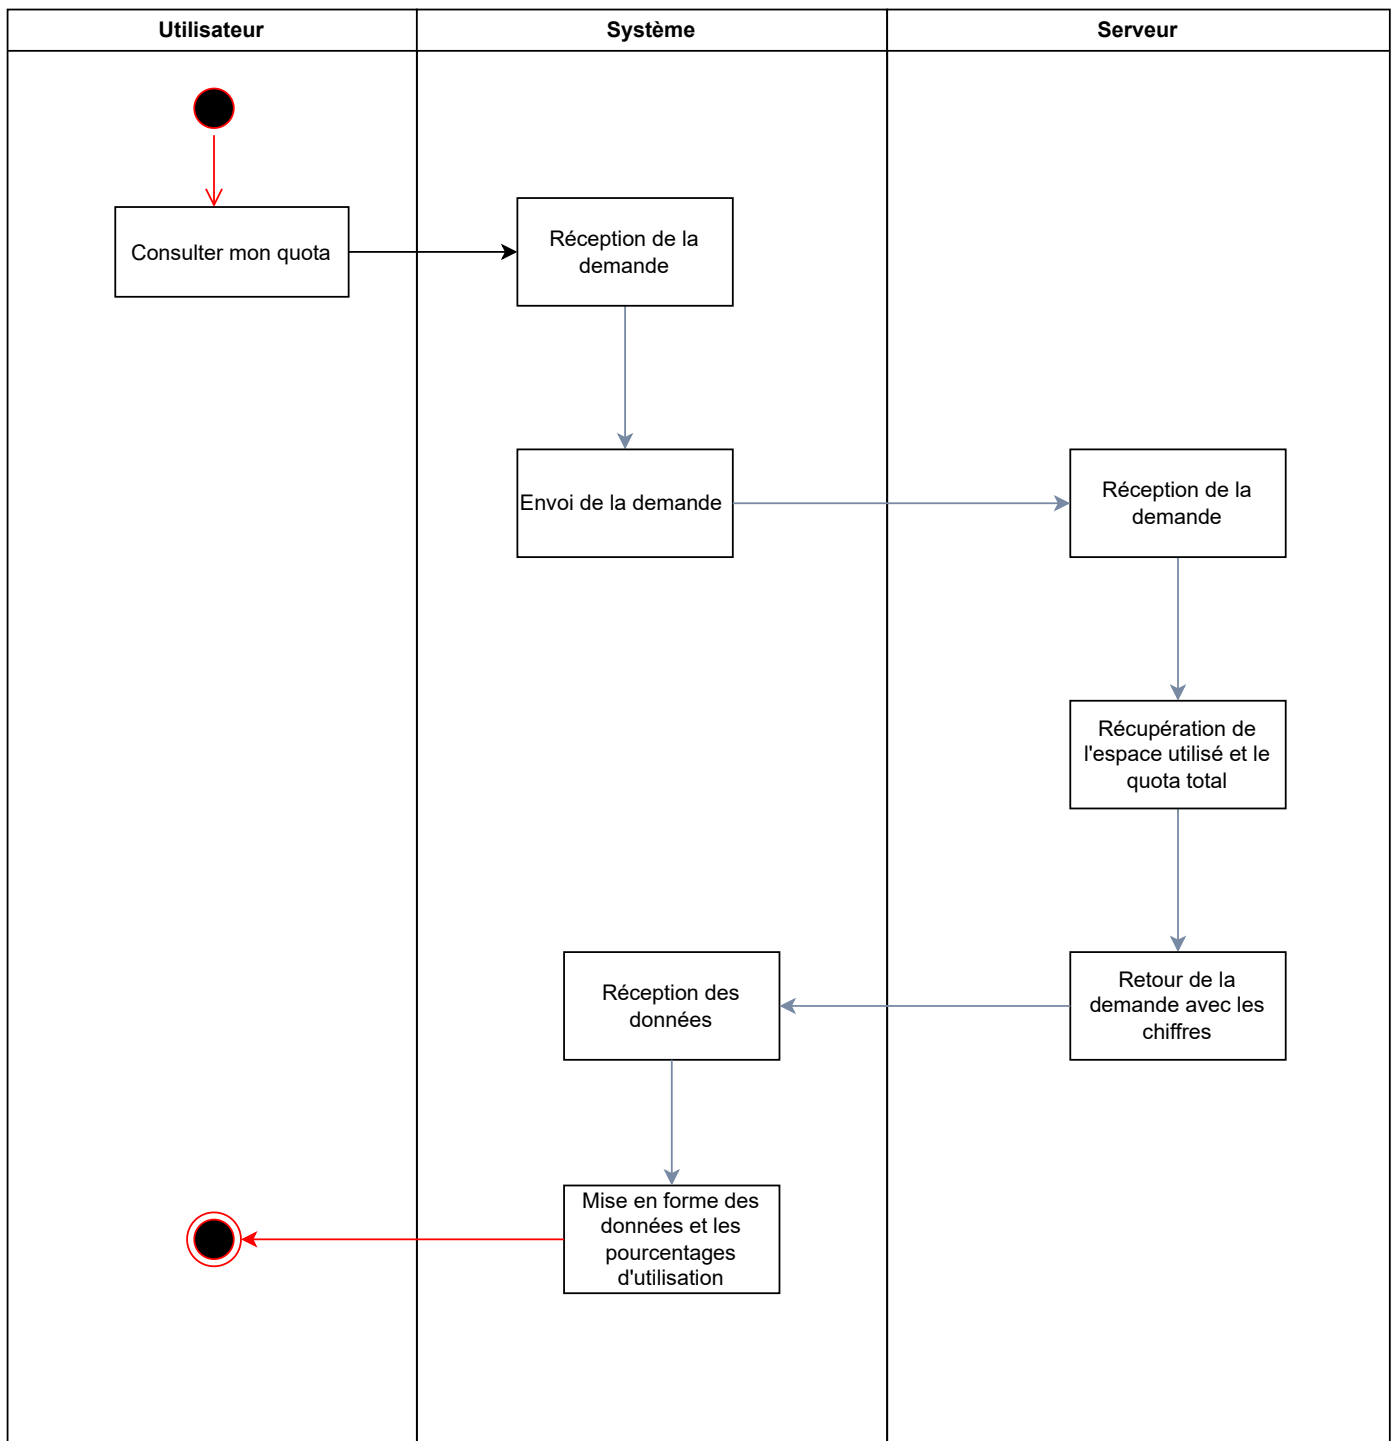 Utilisateur
Système
Serveur
Consulter mon quota
Réception de la
demande
Envoi de la demande
Réception de la
demande
Récupération de
l'espace utilisé et le
quota total
Retour de la
demande avec les
chiffres
Réception des
données
Mise en forme des
données et les
pourcentages
d'utilisation